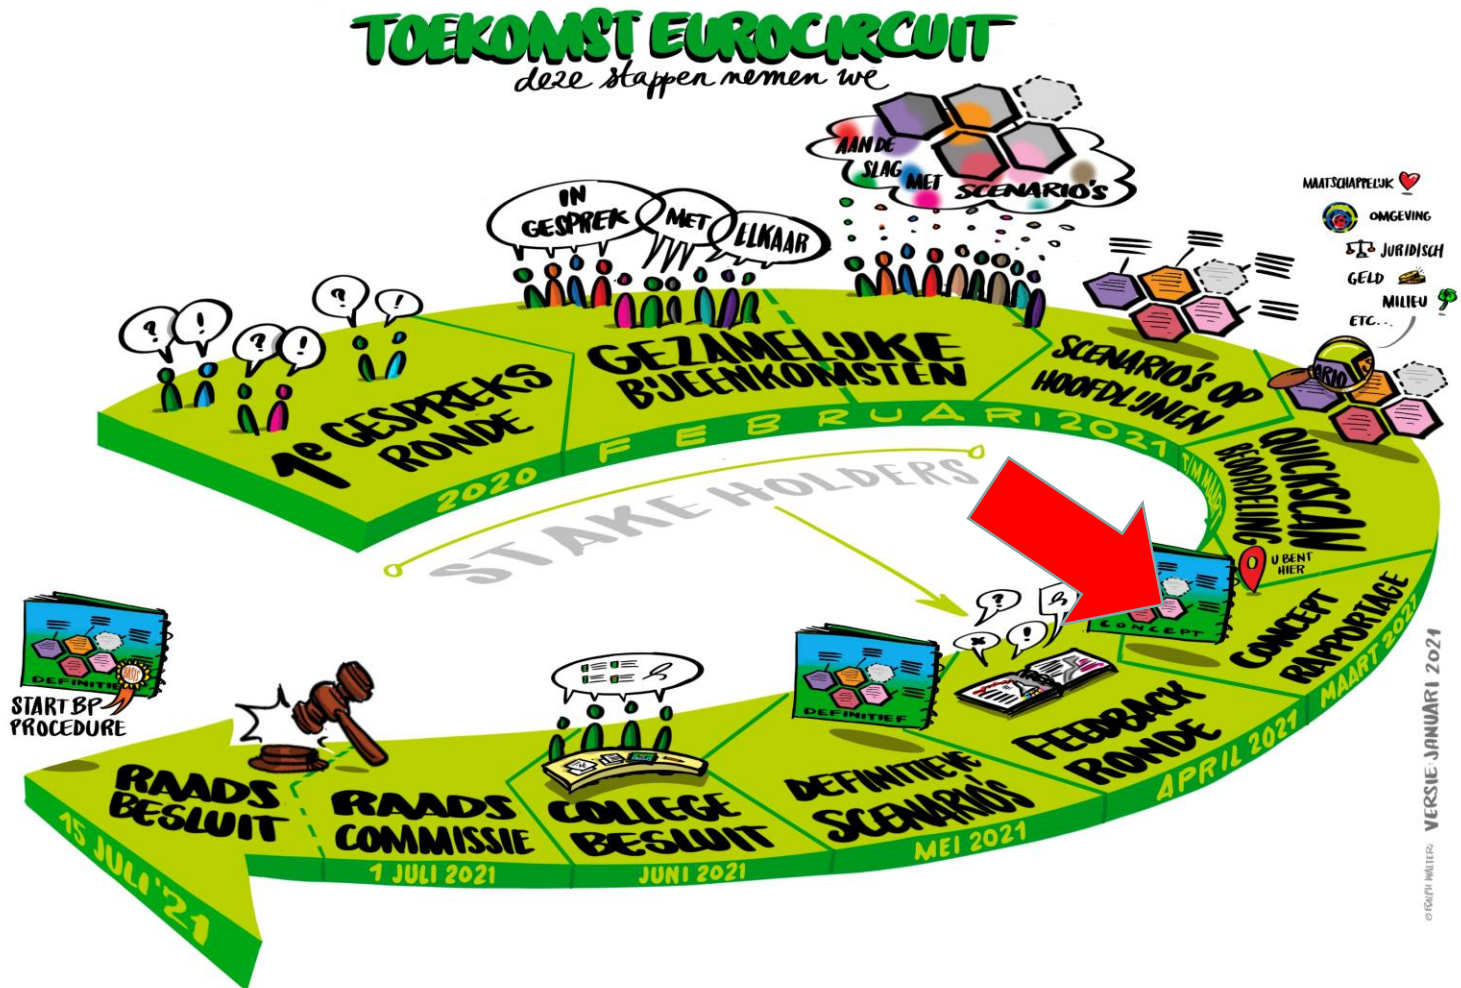 TOEKOMST EUROCIRCUIT
deze stappen nemen we
? !
? !
? !
1e GESPREKS
RONDE
2020
IN
GESPREK
MET
ELKAAR
GEZAMELIJKE
BIJEENKOMSTEN
FEBRUARI 2021
AAN DE
SLAG
MET
SCENARIO'S
SCENARIO'S OP
HOOFDLIJNEN
MAATSCHAPPELIJK
OMGEVING
JURIDISCH
GELD
MILIEU
ETC...
QUICKSCAN
BEOORDELING
T/M MAART
U BENT
HIER
STAKEHOLDERS
CONCEPT
CONCEPT
RAPPORTAGE
MAART 2021
? !
FEEDBACK
RONDE
APRIL 2021
DEFINITIEF
DEFINITIEVE
SCENARIO'S
MEI 2021
COLLEGE
BESLUIT
JUNI 2021
RAADS
COMMISSIE
1 JULI 2021
RAADS
BESLUIT
15 JULI '21
DEFINITIEF
START BP
PROCEDURE
© RALPH WALTER: VERSIE: JANUARI 2021